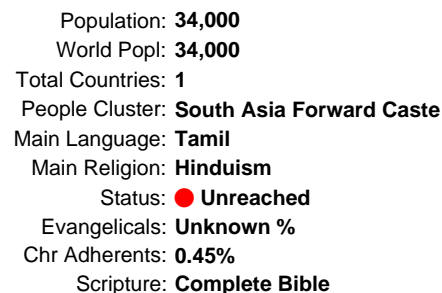 Population: 34,000
World Popl: 34,000
Total Countries: 1
People Cluster: South Asia Forward Caste
Main Language: Tamil
Main Religion: Hinduism
Status: Unreached
Evangelicals: Unknown %
Chr Adherents: 0.45%
Scripture: Complete Bible